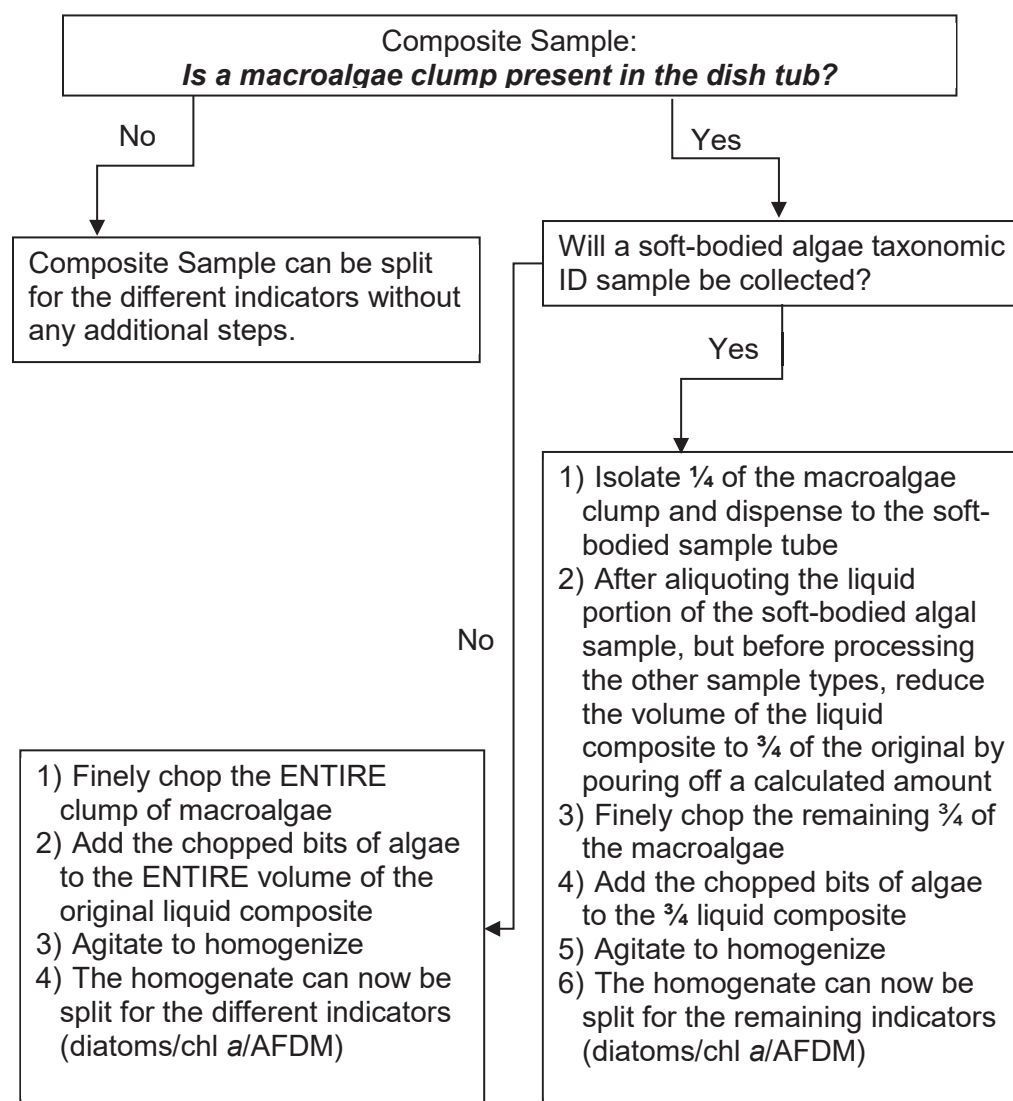 Composite Sample:
Is a macroalgae clump present in the dish tub?
No
Yes
Composite Sample can be split
for the different indicators without
any additional steps.
Will a soft-bodied algae taxonomic
ID sample be collected?
Yes
No
1) Finely chop the ENTIRE
clump of macroalgae
2) Add the chopped bits of algae
to the ENTIRE volume of the
original liquid composite
3) Agitate to homogenize
4) The homogenate can now be
split for the different indicators
(diatoms/chl a/AFDM)
1) Isolate ¼ of the macroalgae
clump and dispense to the soft-
bodied sample tube
2) After aliquoting the liquid
portion of the soft-bodied algal
sample, but before processing
the other sample types, reduce
the volume of the liquid
composite to ¾ of the original by
pouring off a calculated amount
3) Finely chop the remaining ¾ of
the macroalgae
4) Add the chopped bits of algae
to the ¾ liquid composite
5) Agitate to homogenize
6) The homogenate can now be
split for the remaining indicators
(diatoms/chl a/AFDM)